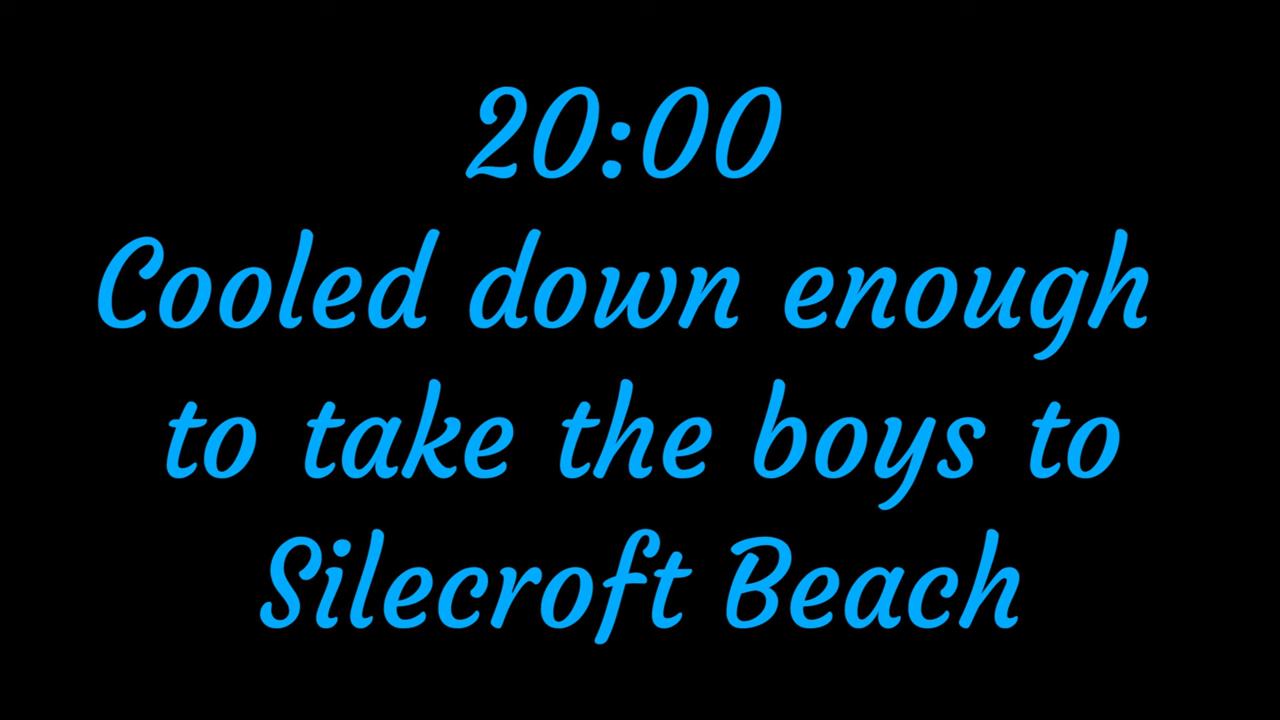 20:00
Cooled down enough
to take the boys to
Silecroft Beach